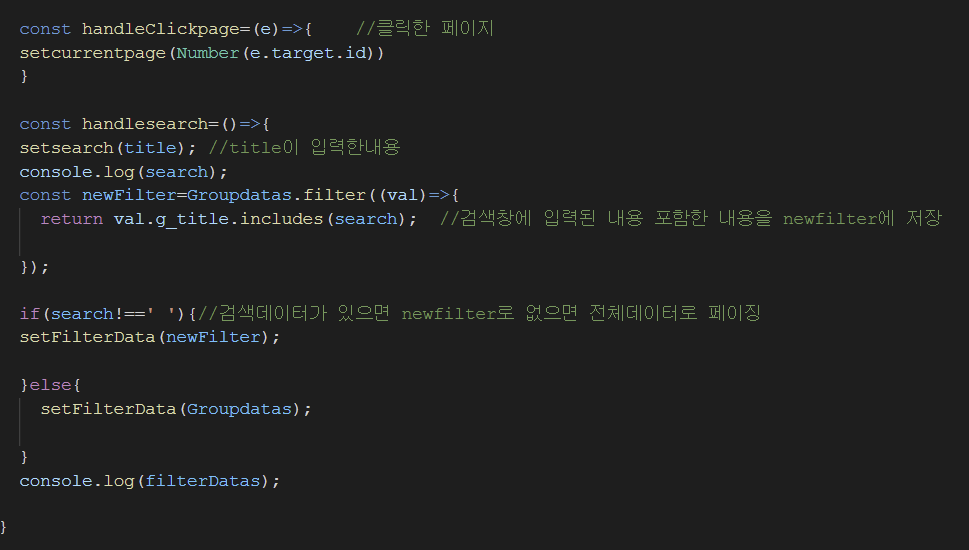 const handleClickpage=(e)=>{    //클릭한 페이지
setcurrentpage(Number(e.target.id))
}
const handlesearch=()=>{
setsearch(title); //title이 입력한내용
console.log(search);
const newFilter=Groupdatas.filter((val)=>{
return val.g_title.includes(search);  //검색창에 입력된 내용 포함한 내용을 newfilter에 저장
});
if(search!==' '){//검색데이터가 있으면 newfilter로 없으면 전체데이터로 페이징
setFilterData(newFilter);
}else{
setFilterData(Groupdatas);
}
console.log(filterDatas);
}